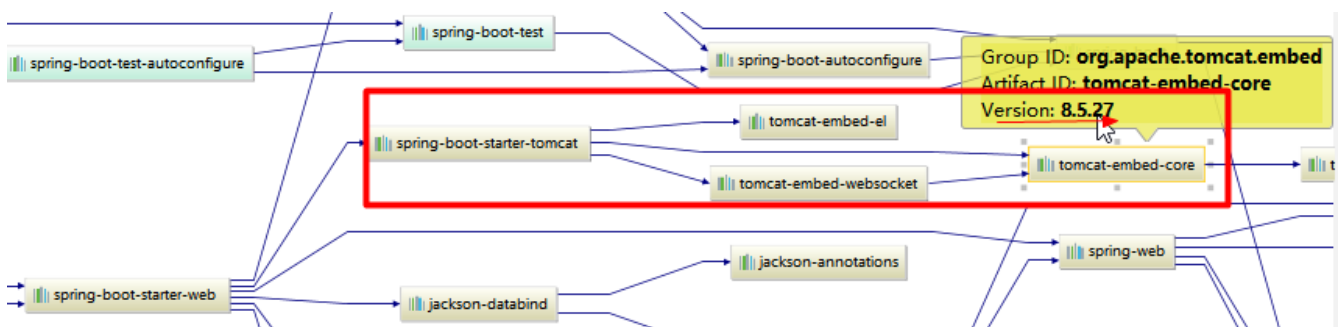 spring-boot-test
spring-boot-test-autoconfigure
spring-boot-autoconfigure
Group ID: org.apache.tomcat.embed
Artifact ID: tomcat-embed-core
Version: 8.5.27
tomcat-embed-el
spring-boot-starter-tomcat
tomcat-embed-core
t
tomcat-embed-websocket
spring-web
jackson-annotations
spring-boot-starter-web
jackson-databind